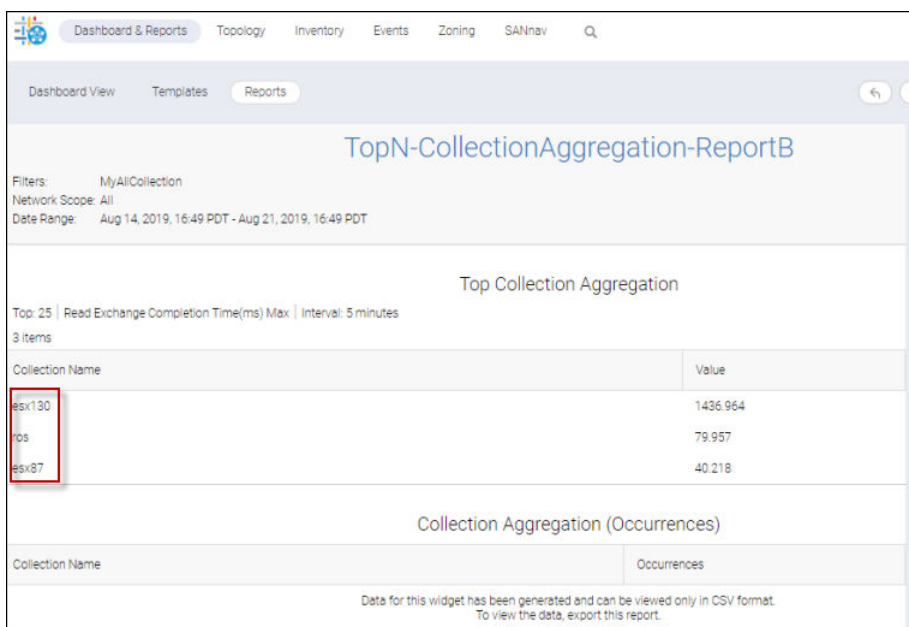 Dashboard & Reports Topology Inventory Events Zoning SANnav
Dashboard View Templates Reports
TopN-CollectionAggregation-ReportB
Filters: MyAllCollection
Network Scope: All
Date Range: Aug 14, 2019, 16:49 PDT - Aug 21, 2019, 16:49 PDT
Top Collection Aggregation
Top: 25 | Read Exchange Completion Time(ms) Max | Interval: 5 minutes
3 items
Collection Name Value
esx130 1436.964
ros 79.957
esx87 40.218
Collection Aggregation (Occurrences)
Collection Name Occurrences
Data for this widget has been generated and can be viewed only in CSV format.
To view the data, export this report.